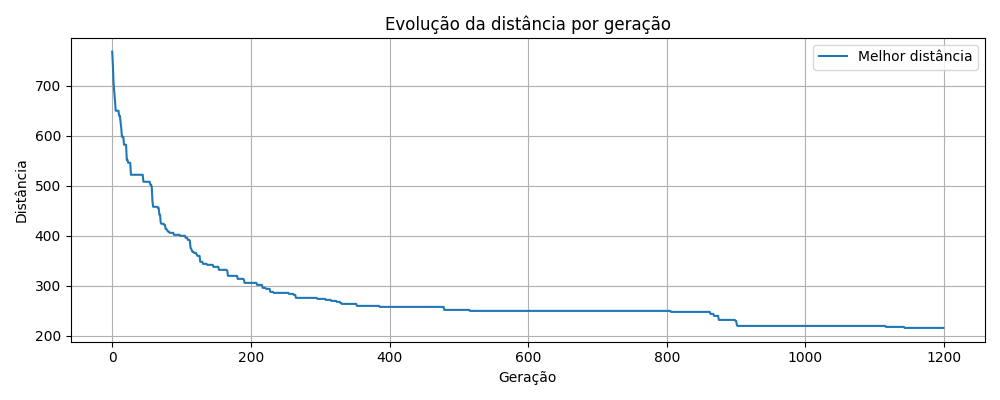 Evolução da distância por geração
Melhor distância
Distância
700
600
500
400
300
200
0 200 400 600 800 1000 1200
Geração